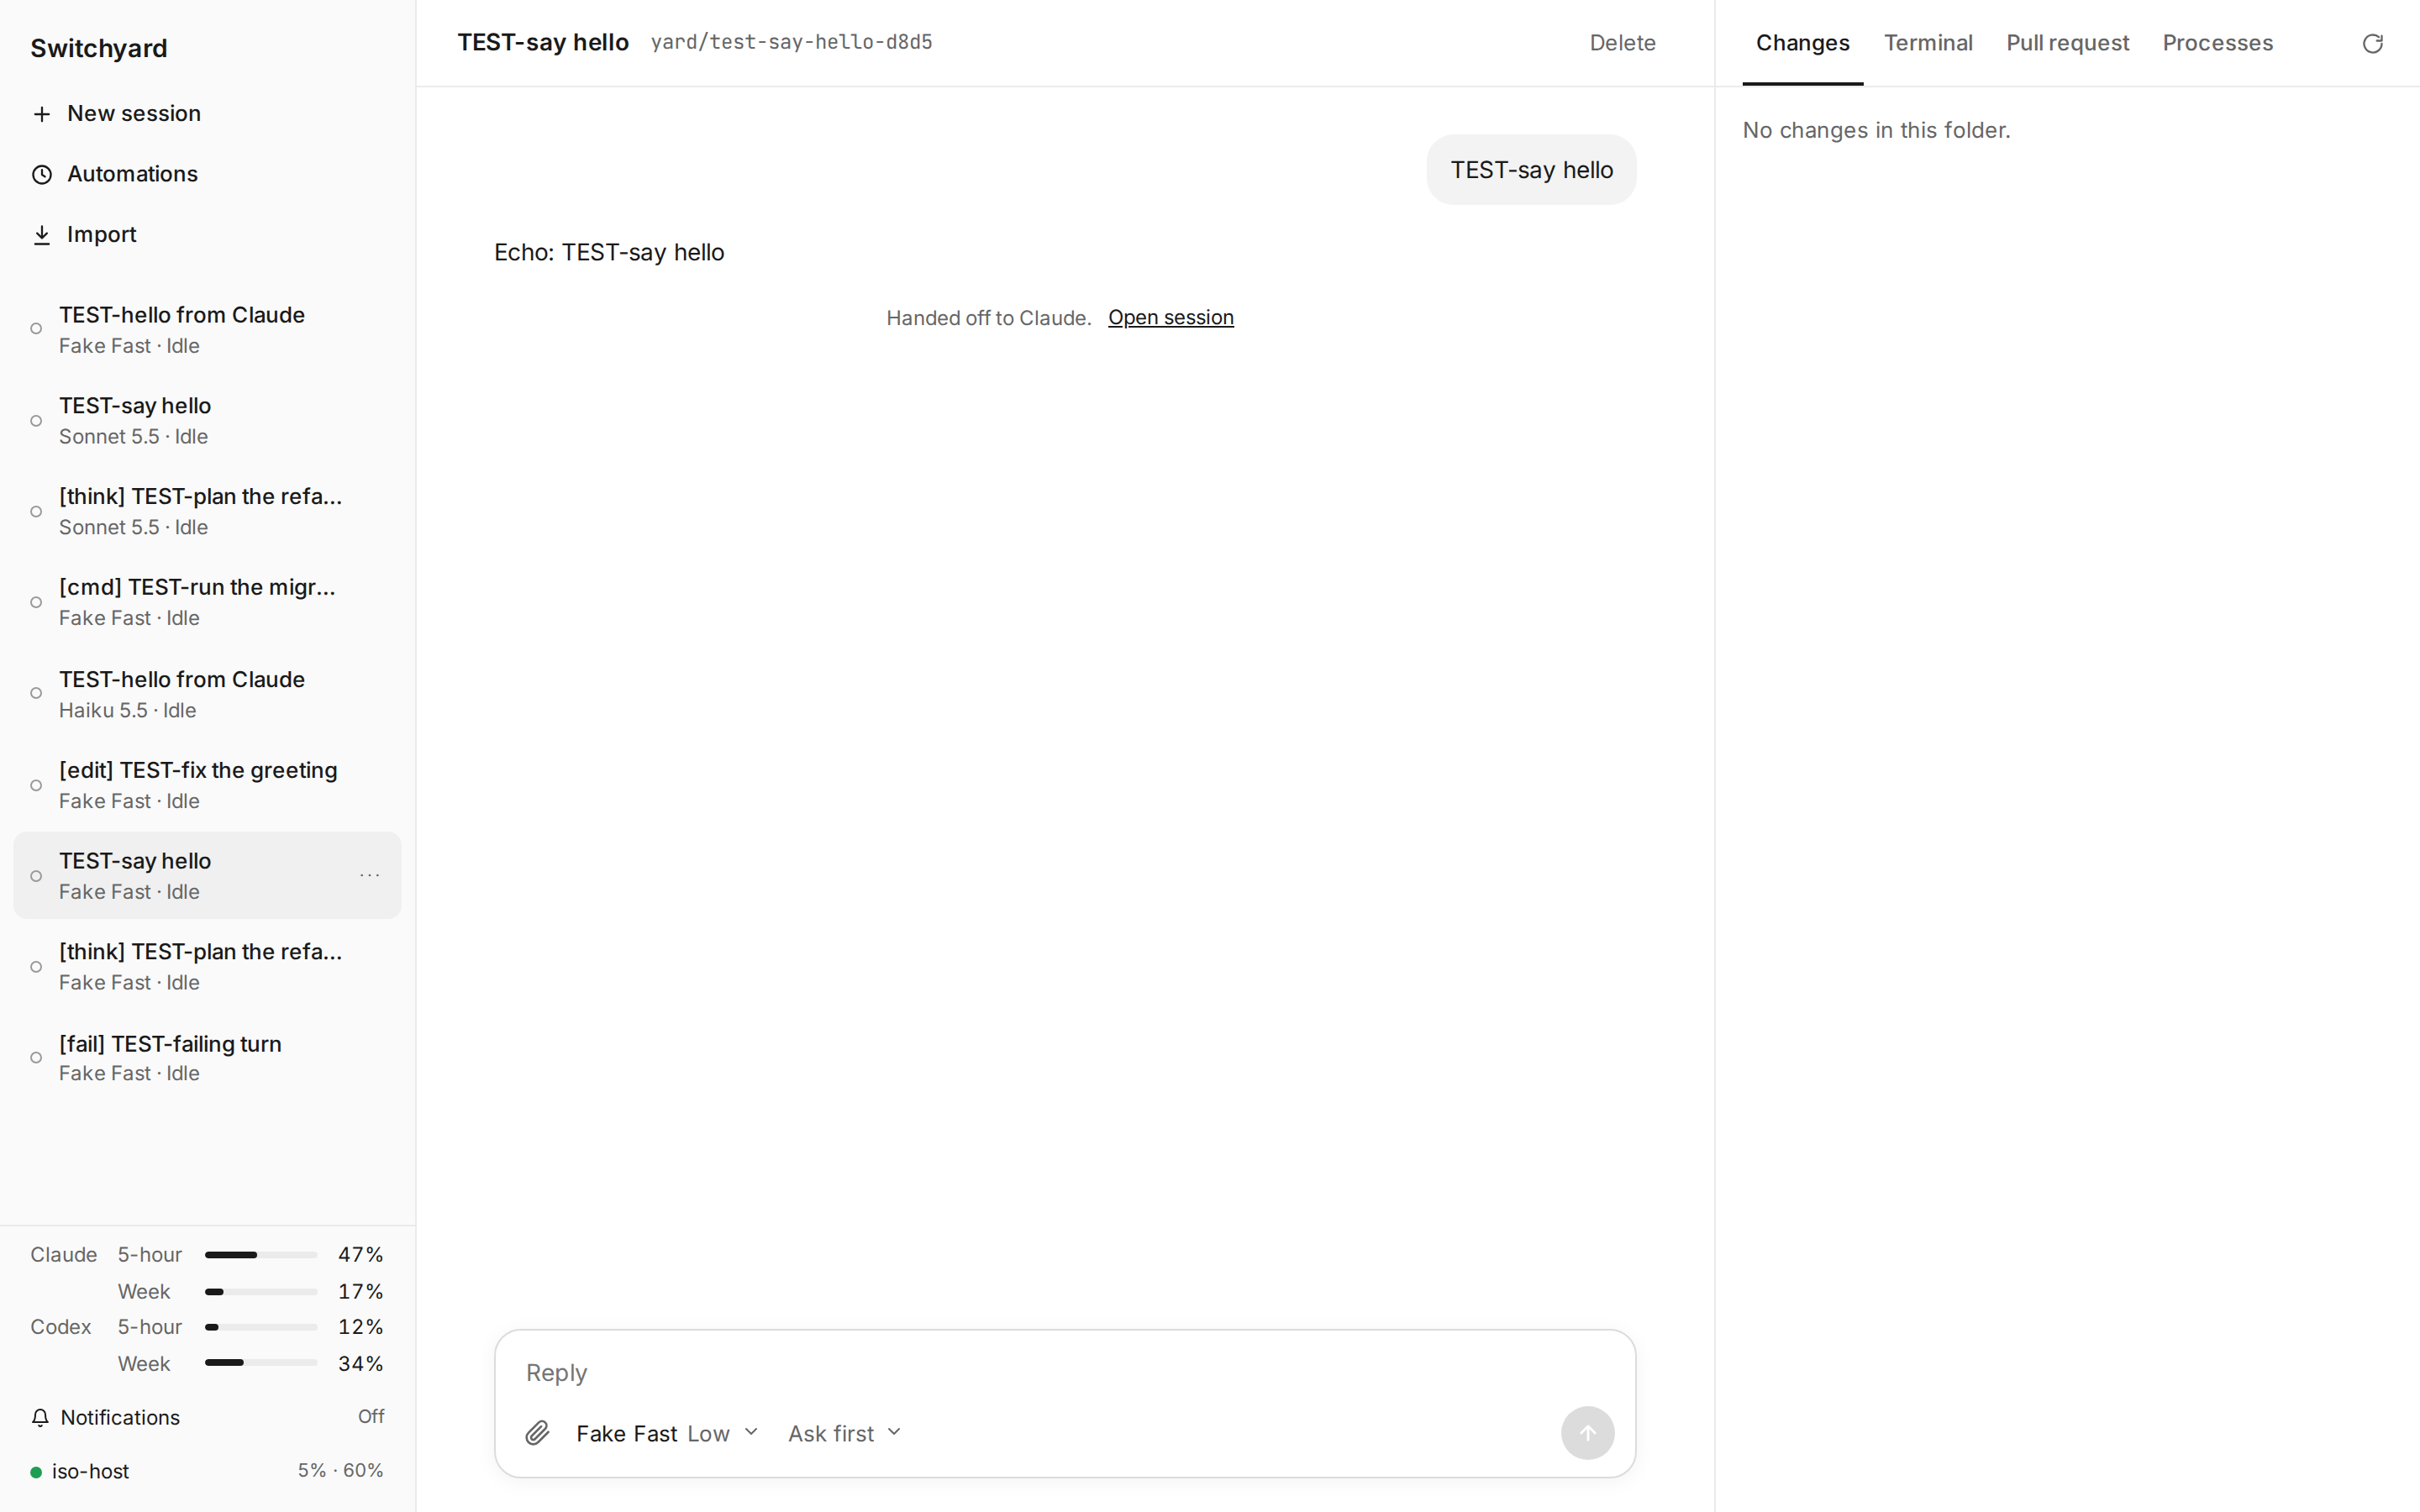 Switchyard
New session
Automations
Import
TEST-hello from Claude
Fake Fast · Idle
TEST-say hello
Sonnet 5.5 · Idle
[think] TEST-plan the refa...
Sonnet 5.5 · Idle
[cmd] TEST-run the migr...
Fake Fast · Idle
TEST-hello from Claude
Haiku 5.5 · Idle
[edit] TEST-fix the greeting
Fake Fast · Idle
TEST-say hello
Fake Fast · Idle
...
[think] TEST-plan the refa...
Fake Fast · Idle
[fail] TEST-failing turn
Fake Fast · Idle
Claude 5-hour 47%
Week 17%
Codex 5-hour 12%
Week 34%
Notifications Off
iso-host 5% · 60%
TEST-say hello yard/test-say-hello-d8d5 Delete
TEST-say hello
Echo: TEST-say hello
Handed off to Claude. Open session
Reply
Fake Fast Low Ask first
Changes Terminal Pull request Processes
No changes in this folder.